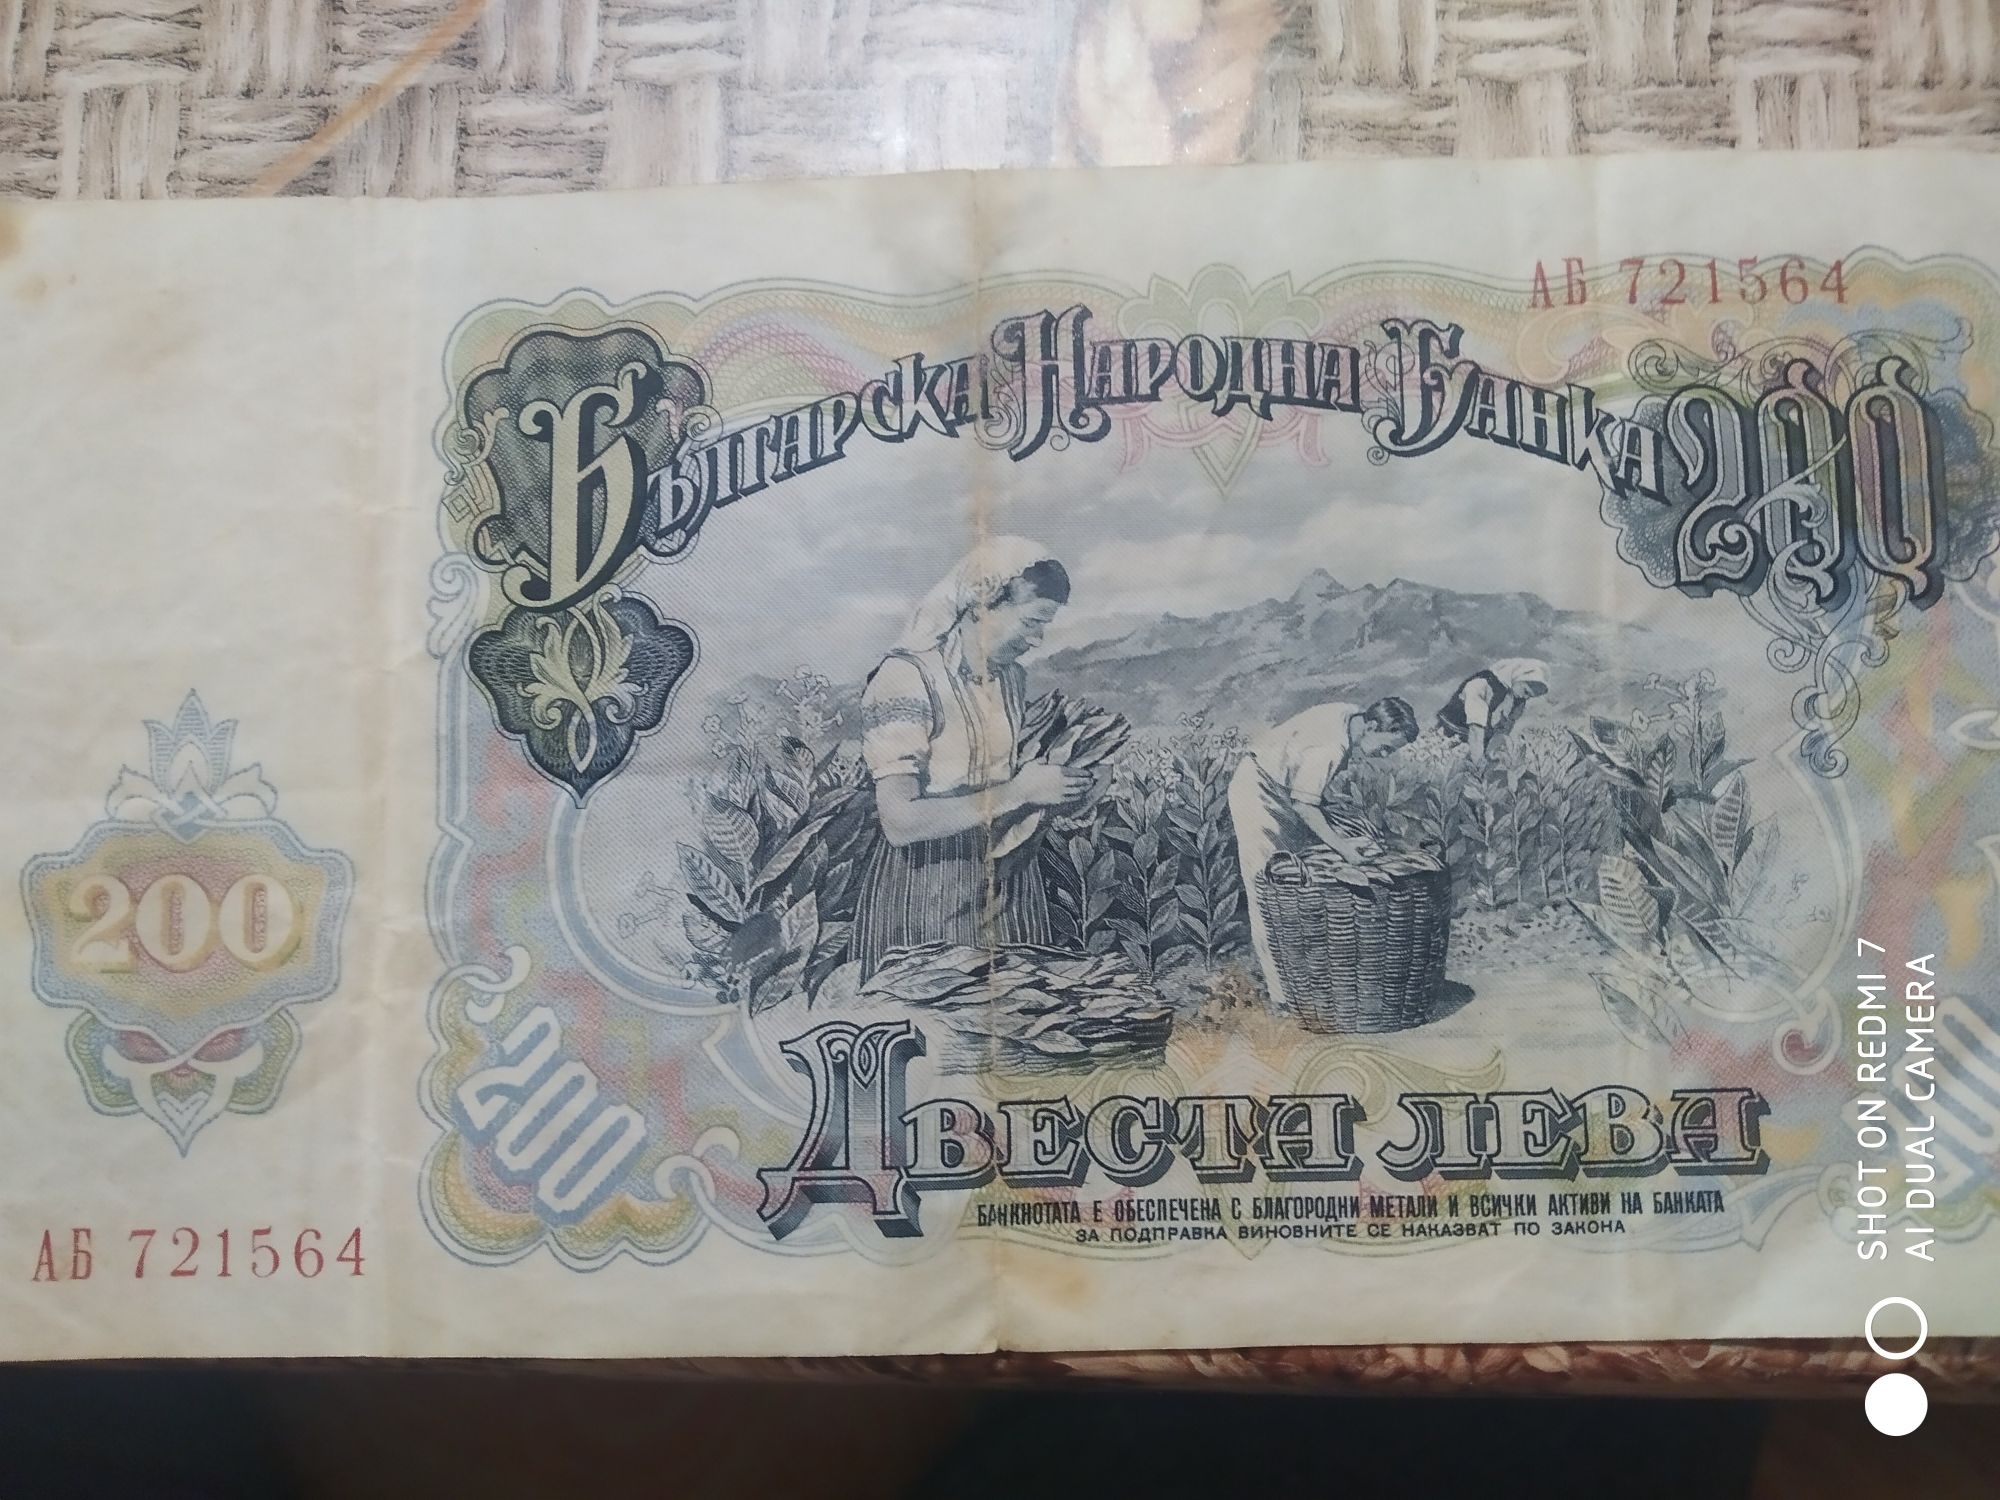 АБ 721564
Българска Народна Банка 200
200
200
Двеста лева
БАНКНОТАТА Е ОБЕСПЕЧЕНА С БЛАГОРОДНИ МЕТАЛИ И ВСИЧКИ АКТИВИ НА БАНКАТА
ЗА ПОДПРАВКА ВИНОВНИТЕ СЕ НАКАЗВАТ ПО ЗАКОНА
АБ 721564
SHOT ON REDMI 7
AI DUAL CAMERA